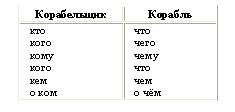 Корабельщик Корабль
кто что
кого чего
кому чему
кого что
кем чем
о ком о чём